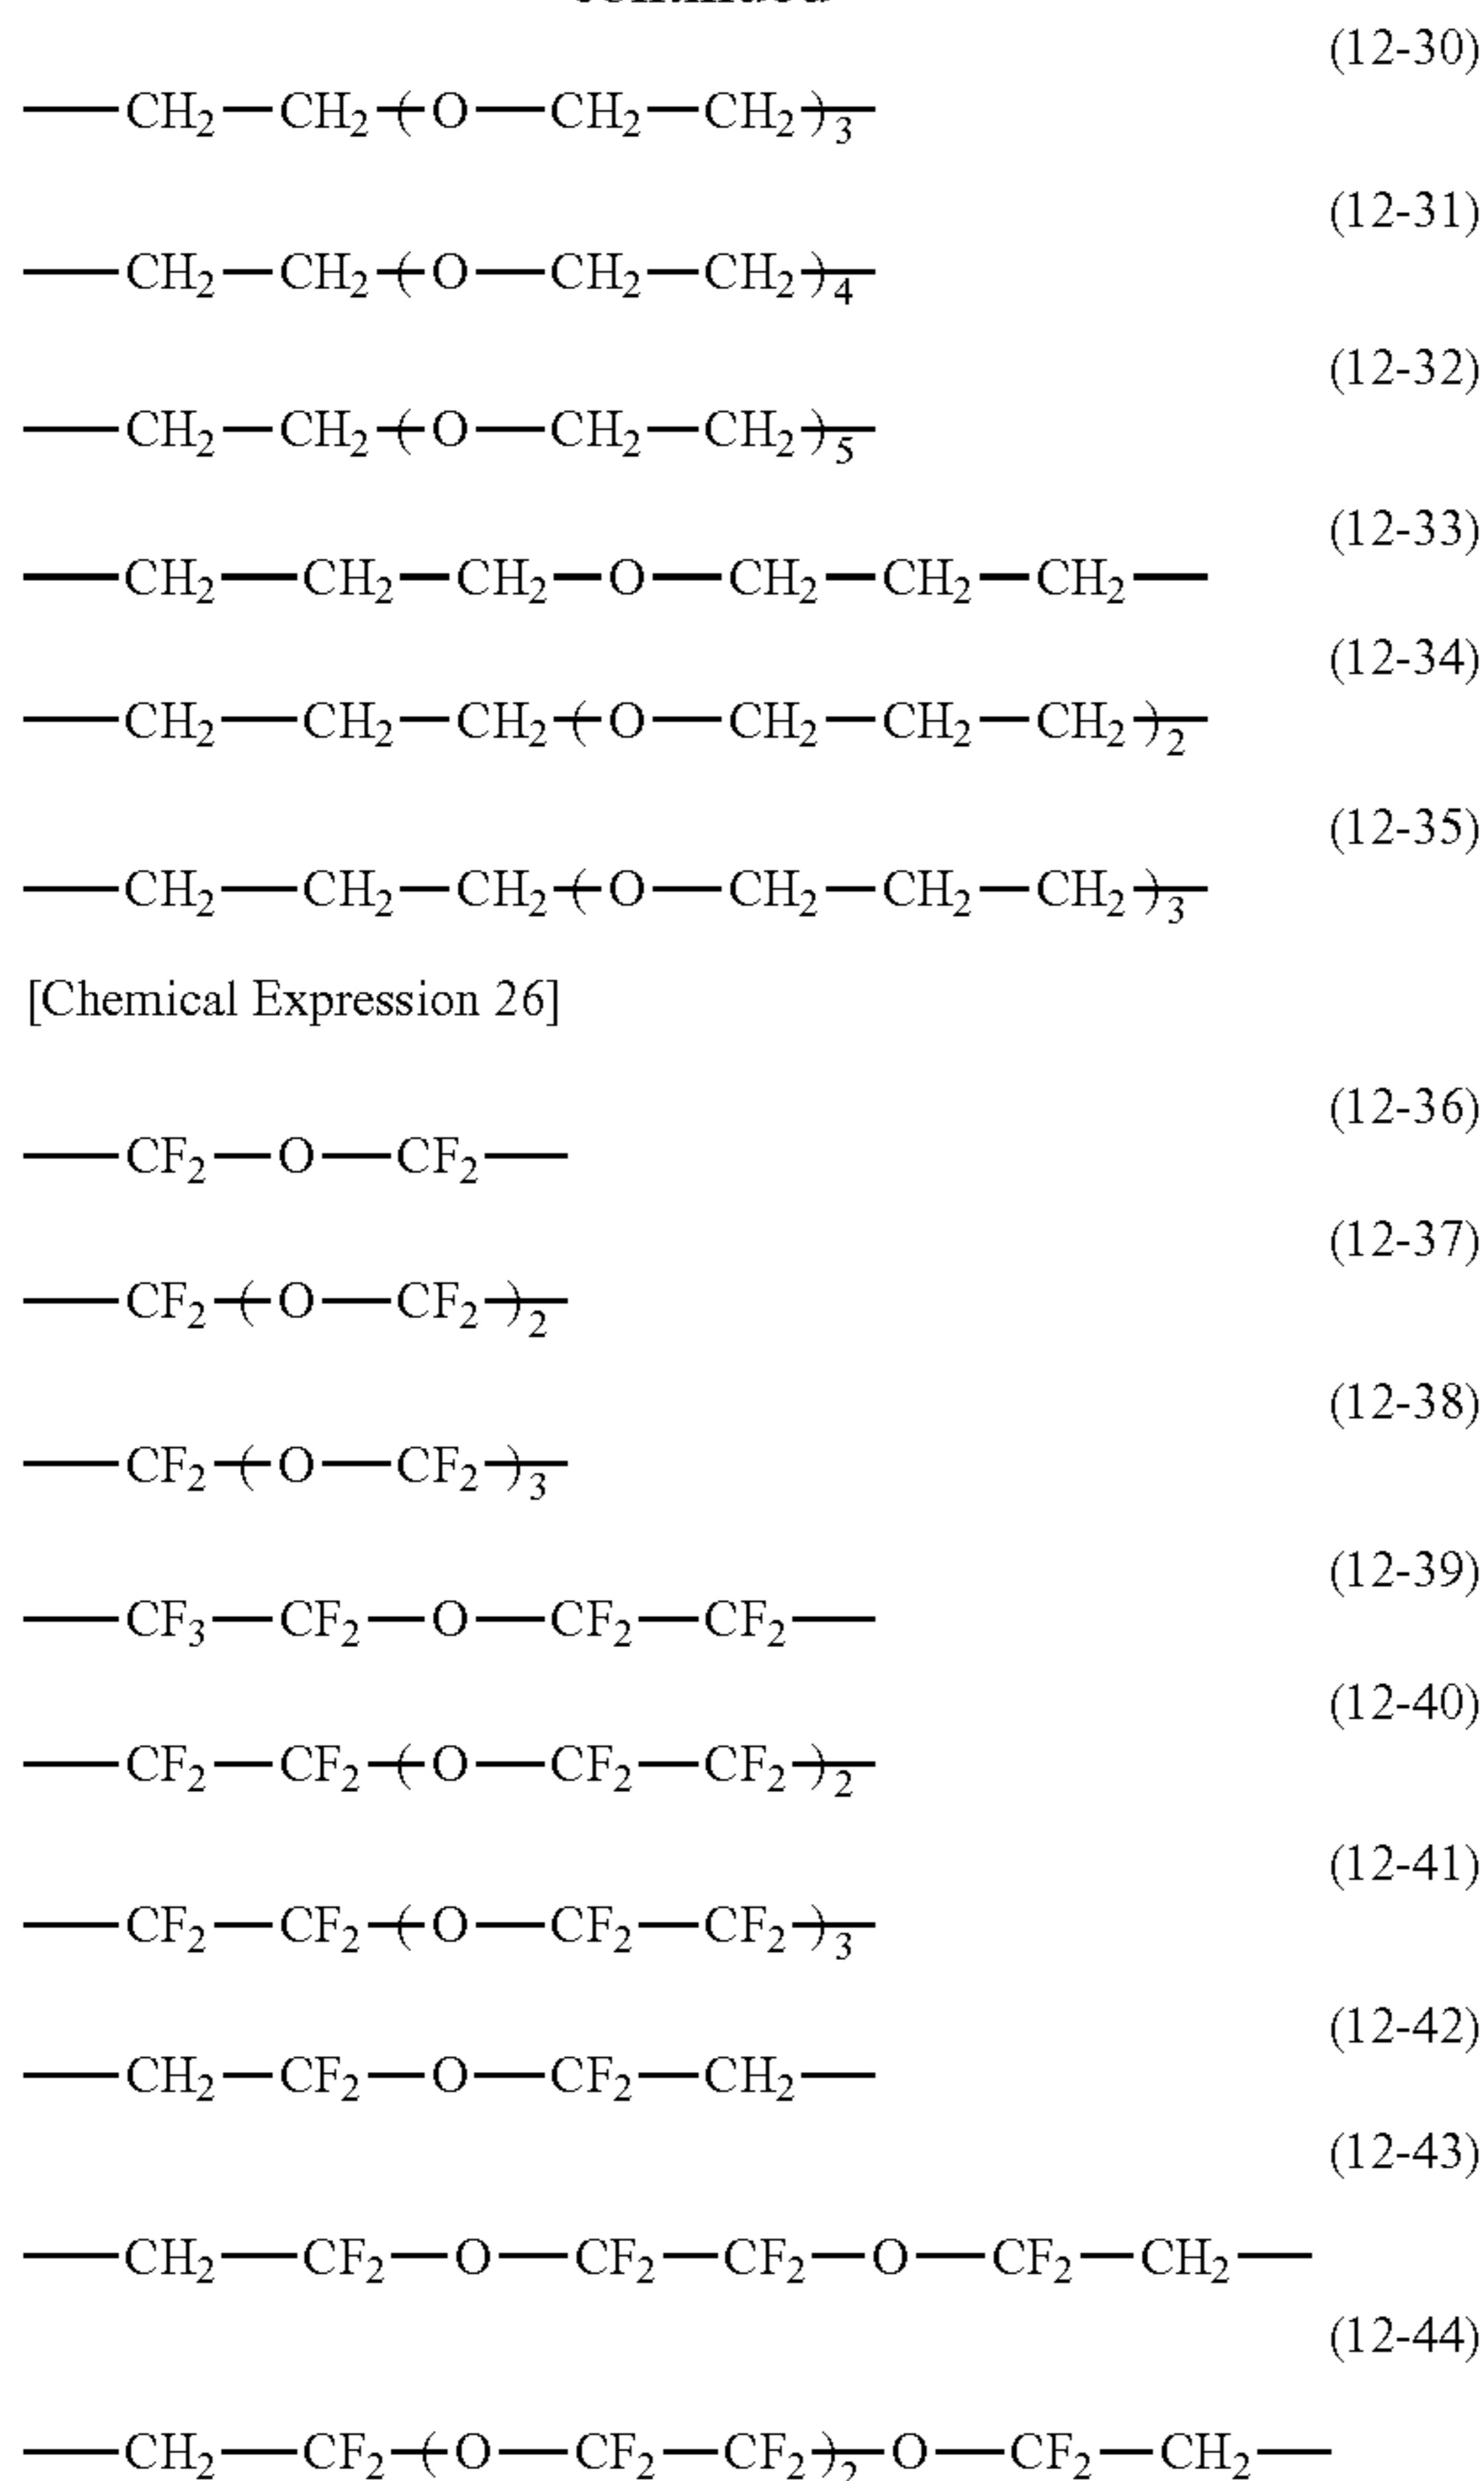 (12-30)
—CH₂—CH₂—(O—CH₂—CH₂)₃—
(12-31)
—CH₂—CH₂—(O—CH₂—CH₂)₄—
(12-32)
—CH₂—CH₂—(O—CH₂—CH₂)₅—
(12-33)
—CH₂—CH₂—CH₂—O—CH₂—CH₂—CH₂—
(12-34)
—CH₂—CH₂—CH₂—(O—CH₂—CH₂—CH₂)₂—
(12-35)
—CH₂—CH₂—CH₂—(O—CH₂—CH₂—CH₂)₃—
[Chemical Expression 26]
(12-36)
—CF₂—O—CF₂—
(12-37)
—CF₂—(O—CF₂)₂—
(12-38)
—CF₂—(O—CF₂)₃—
(12-39)
—CF₃—CF₂—O—CF₂—CF₂—
(12-40)
—CF₂—CF₂—(O—CF₂—CF₂)₂—
(12-41)
—CF₂—CF₂—(O—CF₂—CF₂)₃—
(12-42)
—CH₂—CF₂—O—CF₂—CH₂—
(12-43)
—CH₂—CF₂—O—CF₂—CF₂—O—CF₂—CH₂—
(12-44)
—CH₂—CF₂—(O—CF₂—CF₂)₂—O—CF₂—CH₂—